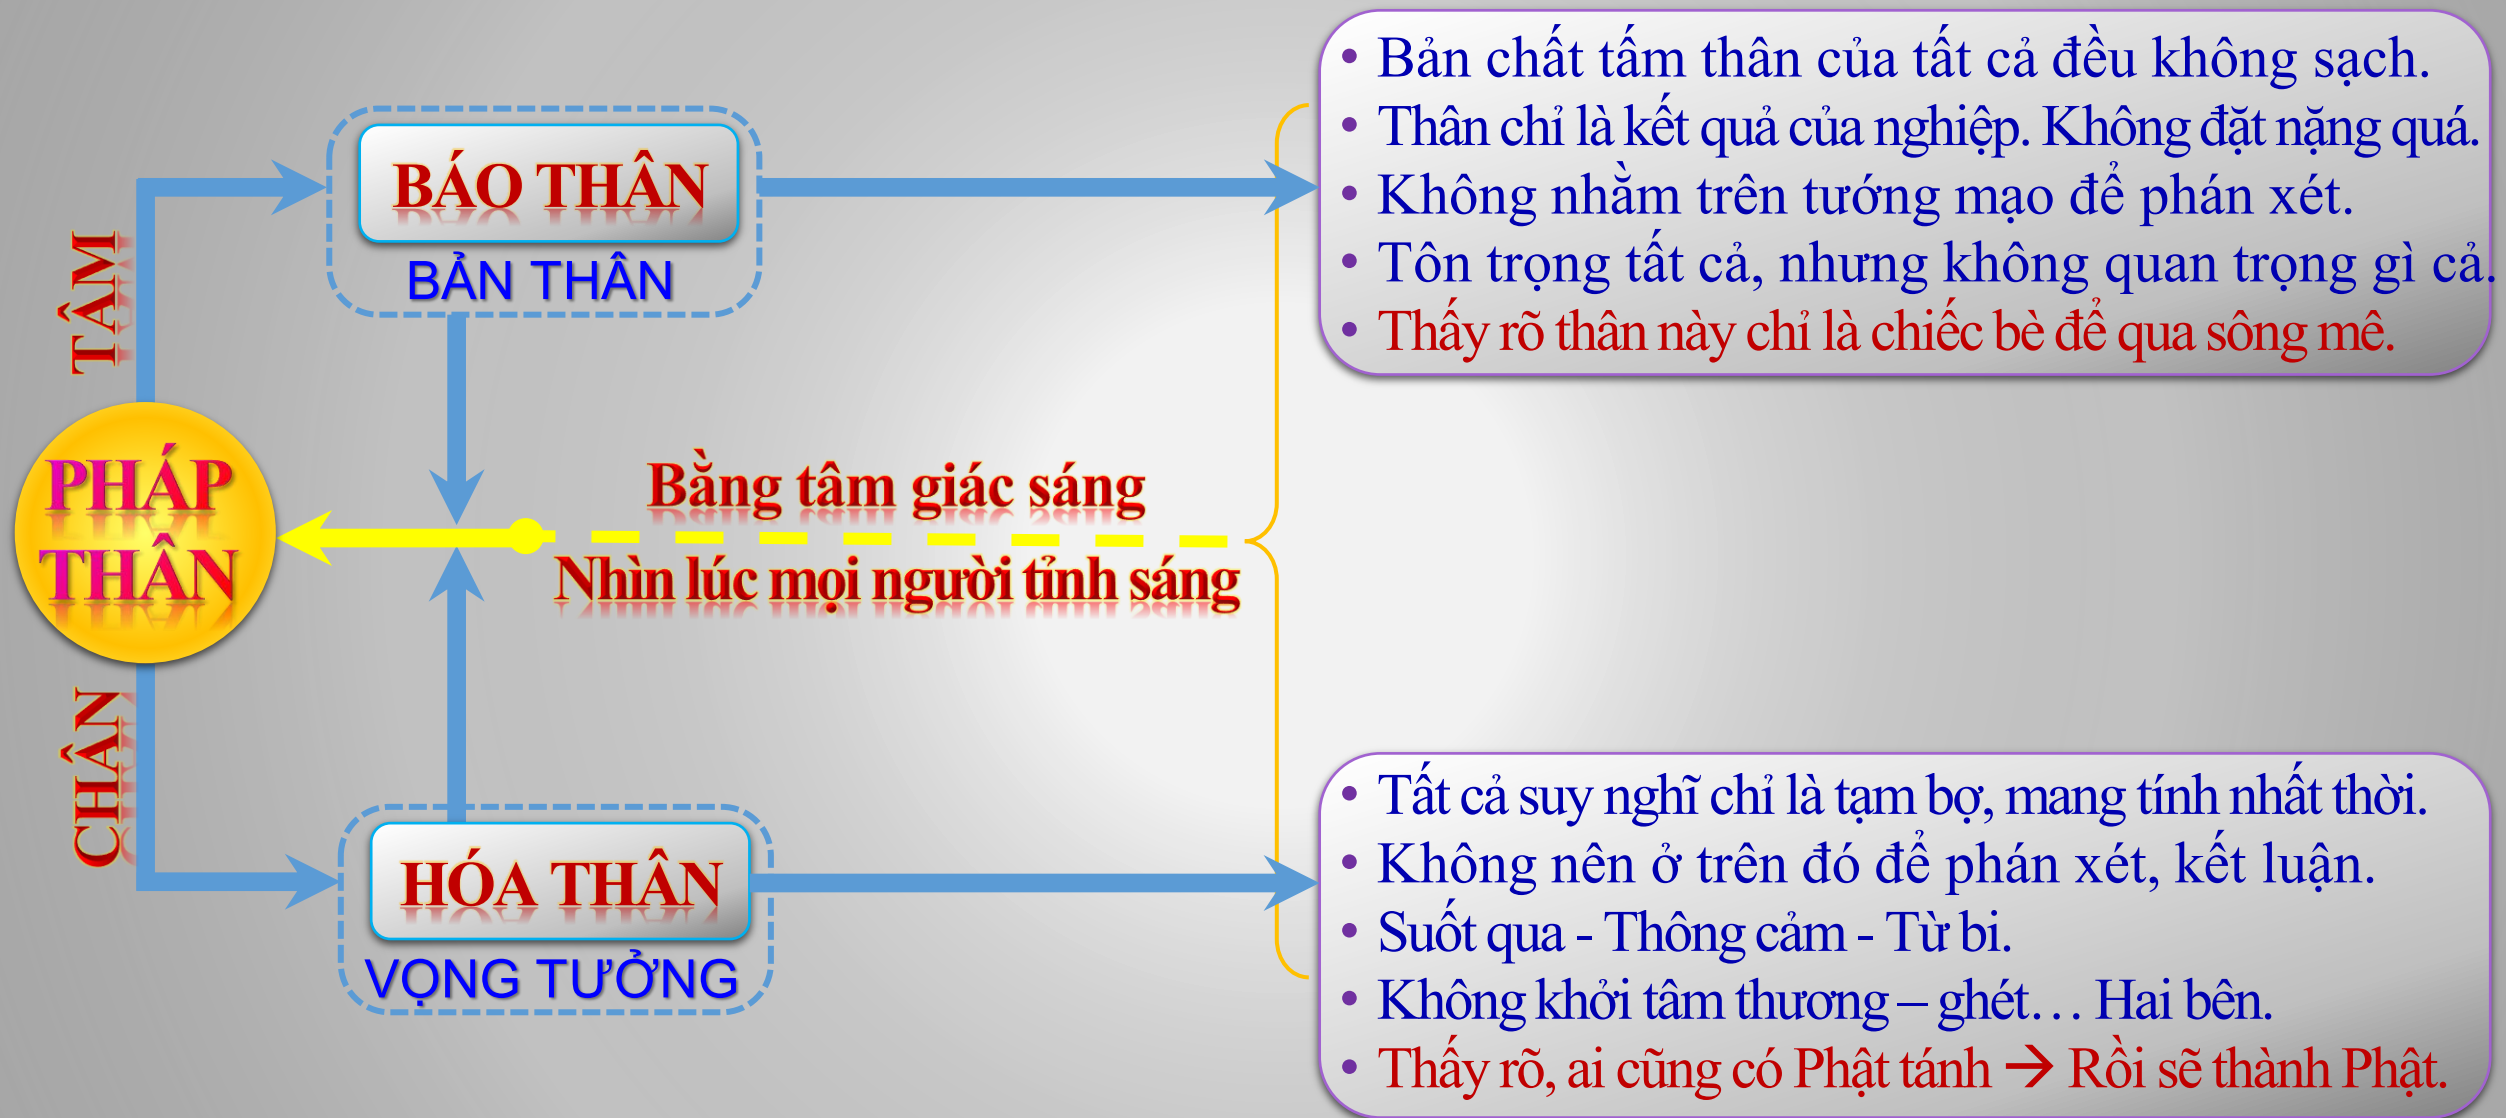 BÁO THÂN
BẢN THÂN
• Bản chất tấm thân của tất cả đều không sạch.
• Thân chỉ là kết quả của nghiệp. Không đặt nặng quá.
• Không nhằm trên tướng mạo để phán xét.
• Tôn trọng tất cả, nhưng không quan trọng gì cả.
• Thấy rõ thân này chỉ là chiếc bè để qua sông mê.
TÂM
PHÁP
THÂN
CHÂN
Bằng tâm giác sáng
Nhìn lúc mọi người tỉnh sáng
HÓA THÂN
VỌNG TƯỞNG
• Tất cả suy nghĩ chỉ là tạm bợ, mang tính nhất thời.
• Không nên ở trên đó để phán xét, kết luận.
• Suốt qua - Thông cảm - Từ bi.
• Không khởi tâm thương – ghét… Hai bên.
• Thấy rõ, ai cũng có Phật tánh → Rồi sẽ thành Phật.